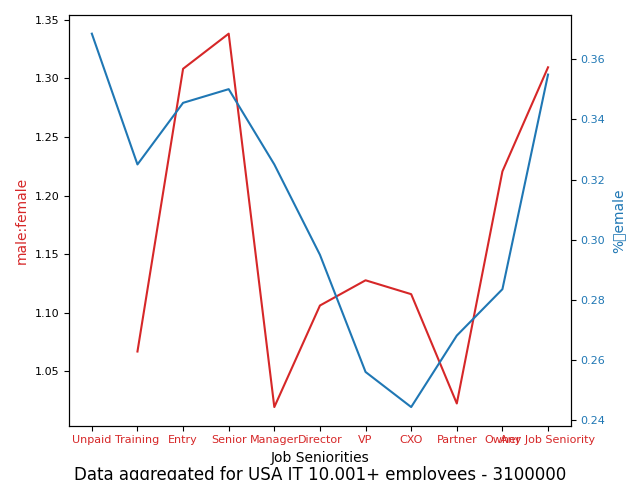 1.35
1.30
1.25
1.20
1.15
1.10
1.05
male:female
0.36
0.34
0.32
0.30
0.28
0.26
0.24
%▯emale
Unpaid Training Entry Senior Manager Director VP CXO Partner Owner Any Job Seniority
Job Seniorities
Data aggregated for USA IT 10,001+ employees - 3100000